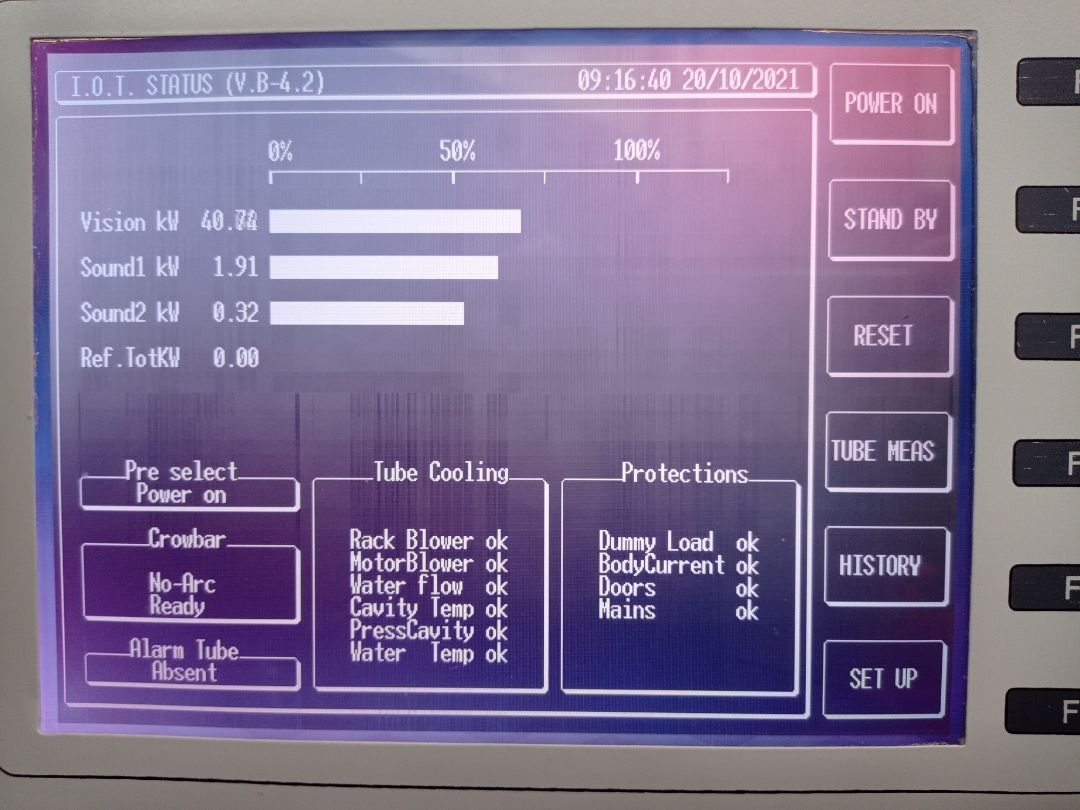 I.O.T. STATUS (V.B-4.2) 09:16:40 20/10/2021
0% 50% 100%
Vision kW
Sound1 kW 1.91
Sound2 kW 0.32
Ref.TotKW 0.00
Pre select
Power on
Crowbar
No-Arc
Ready
Alarm Tube
Absent
Tube Cooling
Rack Blower ok
MotorBlower ok
Water flow ok
Cavity Temp ok
PressCavity ok
Water Temp ok
Protections
Dummy Load ok
BodyCurrent ok
Doors ok
Mains ok
POWER ON
STAND BY
RESET
TUBE MEAS
HISTORY
SET UP
F
F
F
F
F